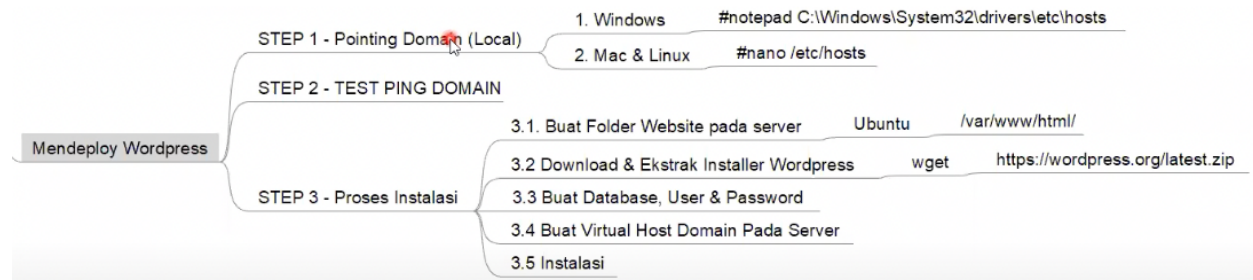 Mendeploy Wordpress
STEP 1 - Pointing Domain (Local)
1. Windows
#notepad C:\Windows\System32\drivers\etc\hosts
2. Mac & Linux
#nano /etc/hosts
STEP 2 - TEST PING DOMAIN
STEP 3 - Proses Instalasi
3.1. Buat Folder Website pada server
Ubuntu
/var/www/html/
3.2 Download & Ekstrak Installer Wordpress
wget
https://wordpress.org/latest.zip
3.3 Buat Database, User & Password
3.4 Buat Virtual Host Domain Pada Server
3.5 Instalasi